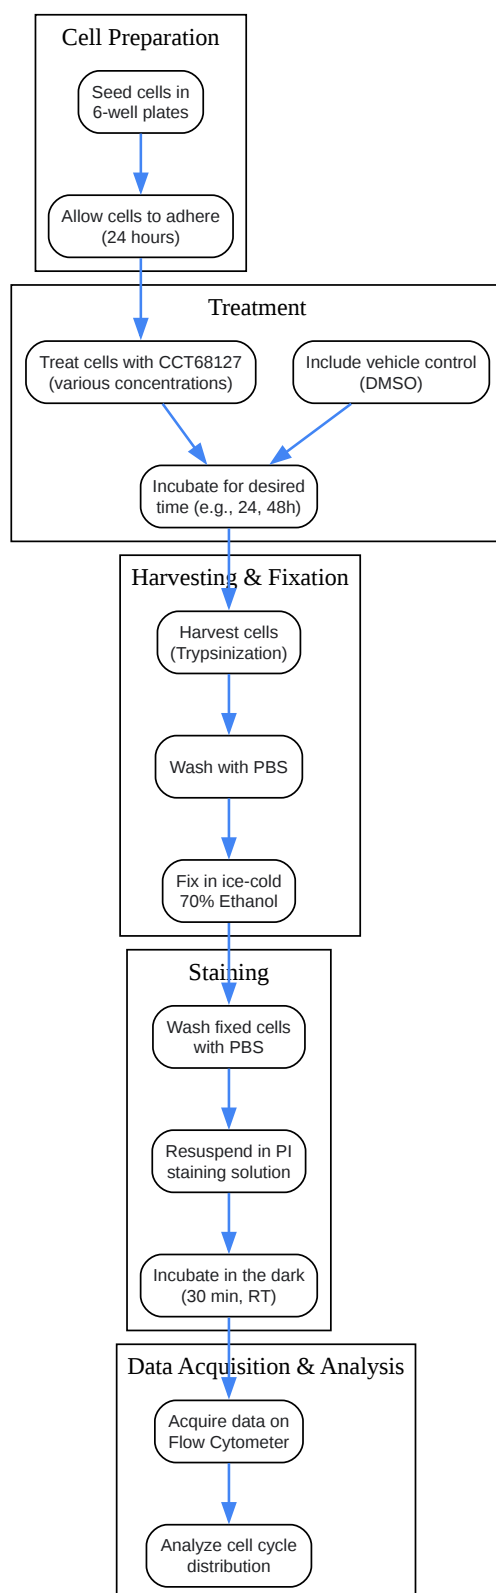 Cell Preparation
Seed cells in
6-well plates
Allow cells to adhere
(24 hours)
Treatment
Treat cells with CCT68127
(various concentrations)
Include vehicle control
(DMSO)
Incubate for desired
time (e.g., 24, 48h)
Harvesting & Fixation
Harvest cells
(Trypsinization)
Wash with PBS
Fix in ice-cold
70% Ethanol
Staining
Wash fixed cells
with PBS
Resuspend in PI
staining solution
Incubate in the dark
(30 min, RT)
Data Acquisition & Analysis
Acquire data on
Flow Cytometer
Analyze cell cycle
distribution